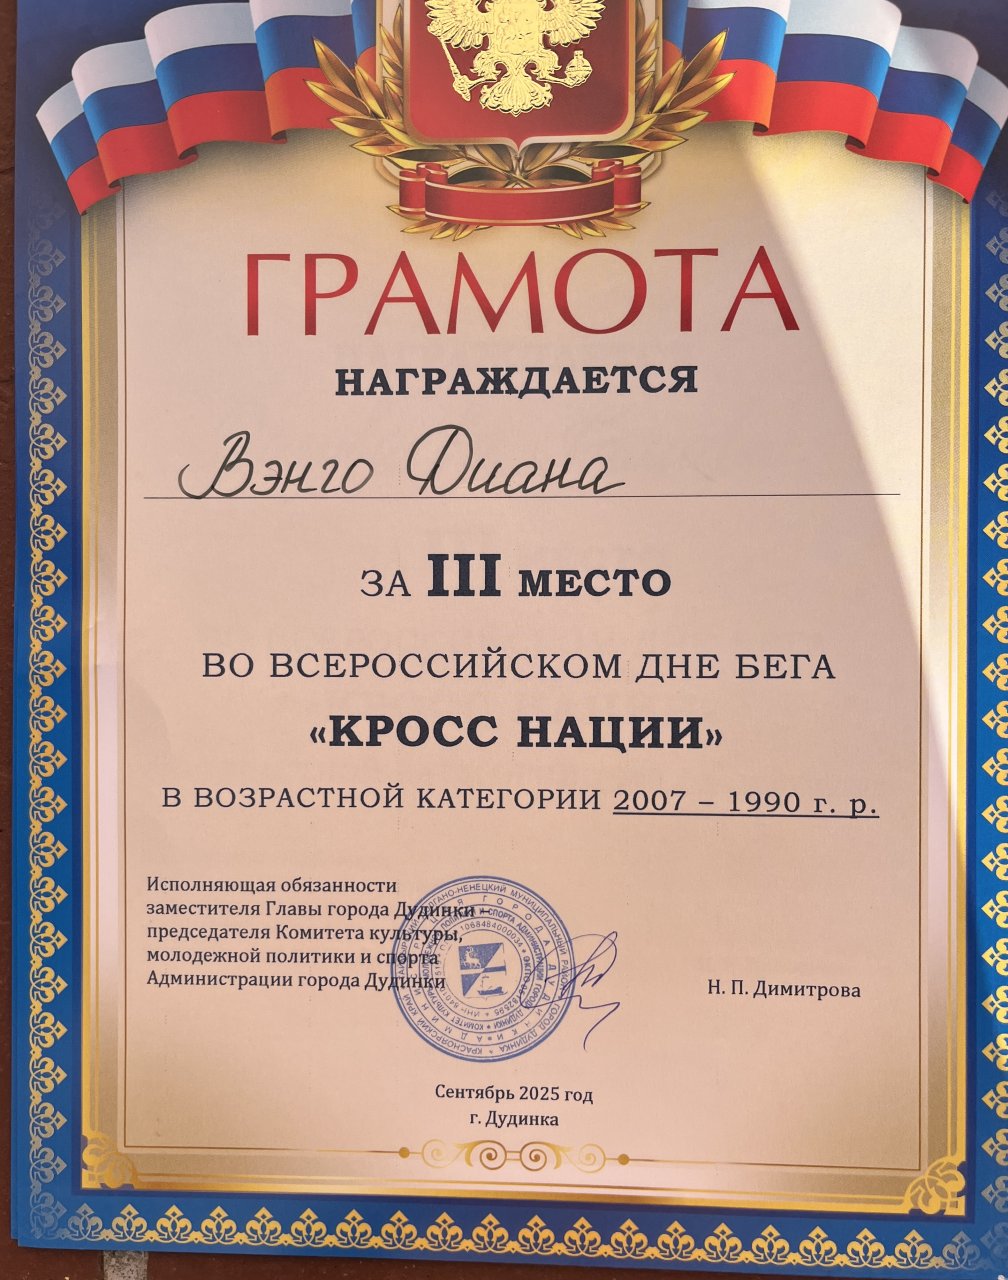 ГРАМОТА
НАГРАЖДАЕТСЯ
Вэнго Диана
ЗА III МЕСТО
ВО ВСЕРОССИЙСКОМ ДНЕ БЕГА
«КРОСС НАЦИИ»
В ВОЗРАСТНОЙ КАТЕГОРИИ 2007 – 1990 г. р.
Исполняющая обязанности
заместителя Главы города Дудинки –
председателя Комитета культуры,
молодежной политики и спорта
Администрации города Дудинки
Н. П. Димитрова
Сентябрь 2025 год
г. Дудинка